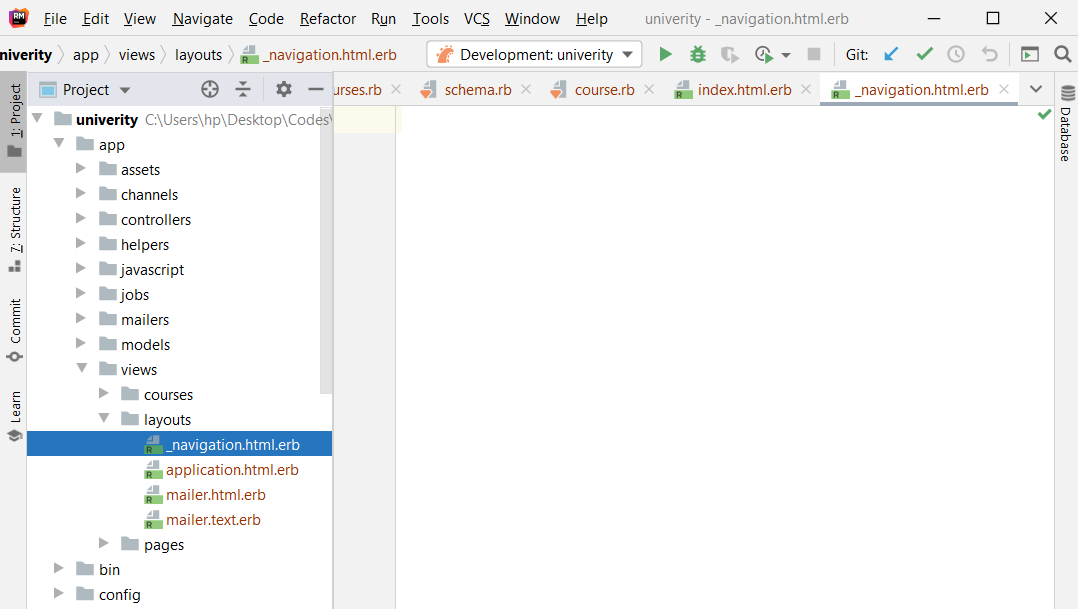 RM File Edit View Navigate Code Refactor Run Tools VCS Window Help univerity - _navigation.html.erb
niverity app views layouts _navigation.html.erb Development: univerity Git:
1: Project
Project
urses.rb schema.rb course.rb index.html.erb _navigation.html.erb
univerity C:\Users\hp\Desktop\Codes\
app
assets
channels
controllers
helpers
javascript
jobs
mailers
models
views
courses
layouts
_navigation.html.erb
application.html.erb
mailer.html.erb
mailer.text.erb
pages
bin
config
7: Structure
Commit
Learn
Database